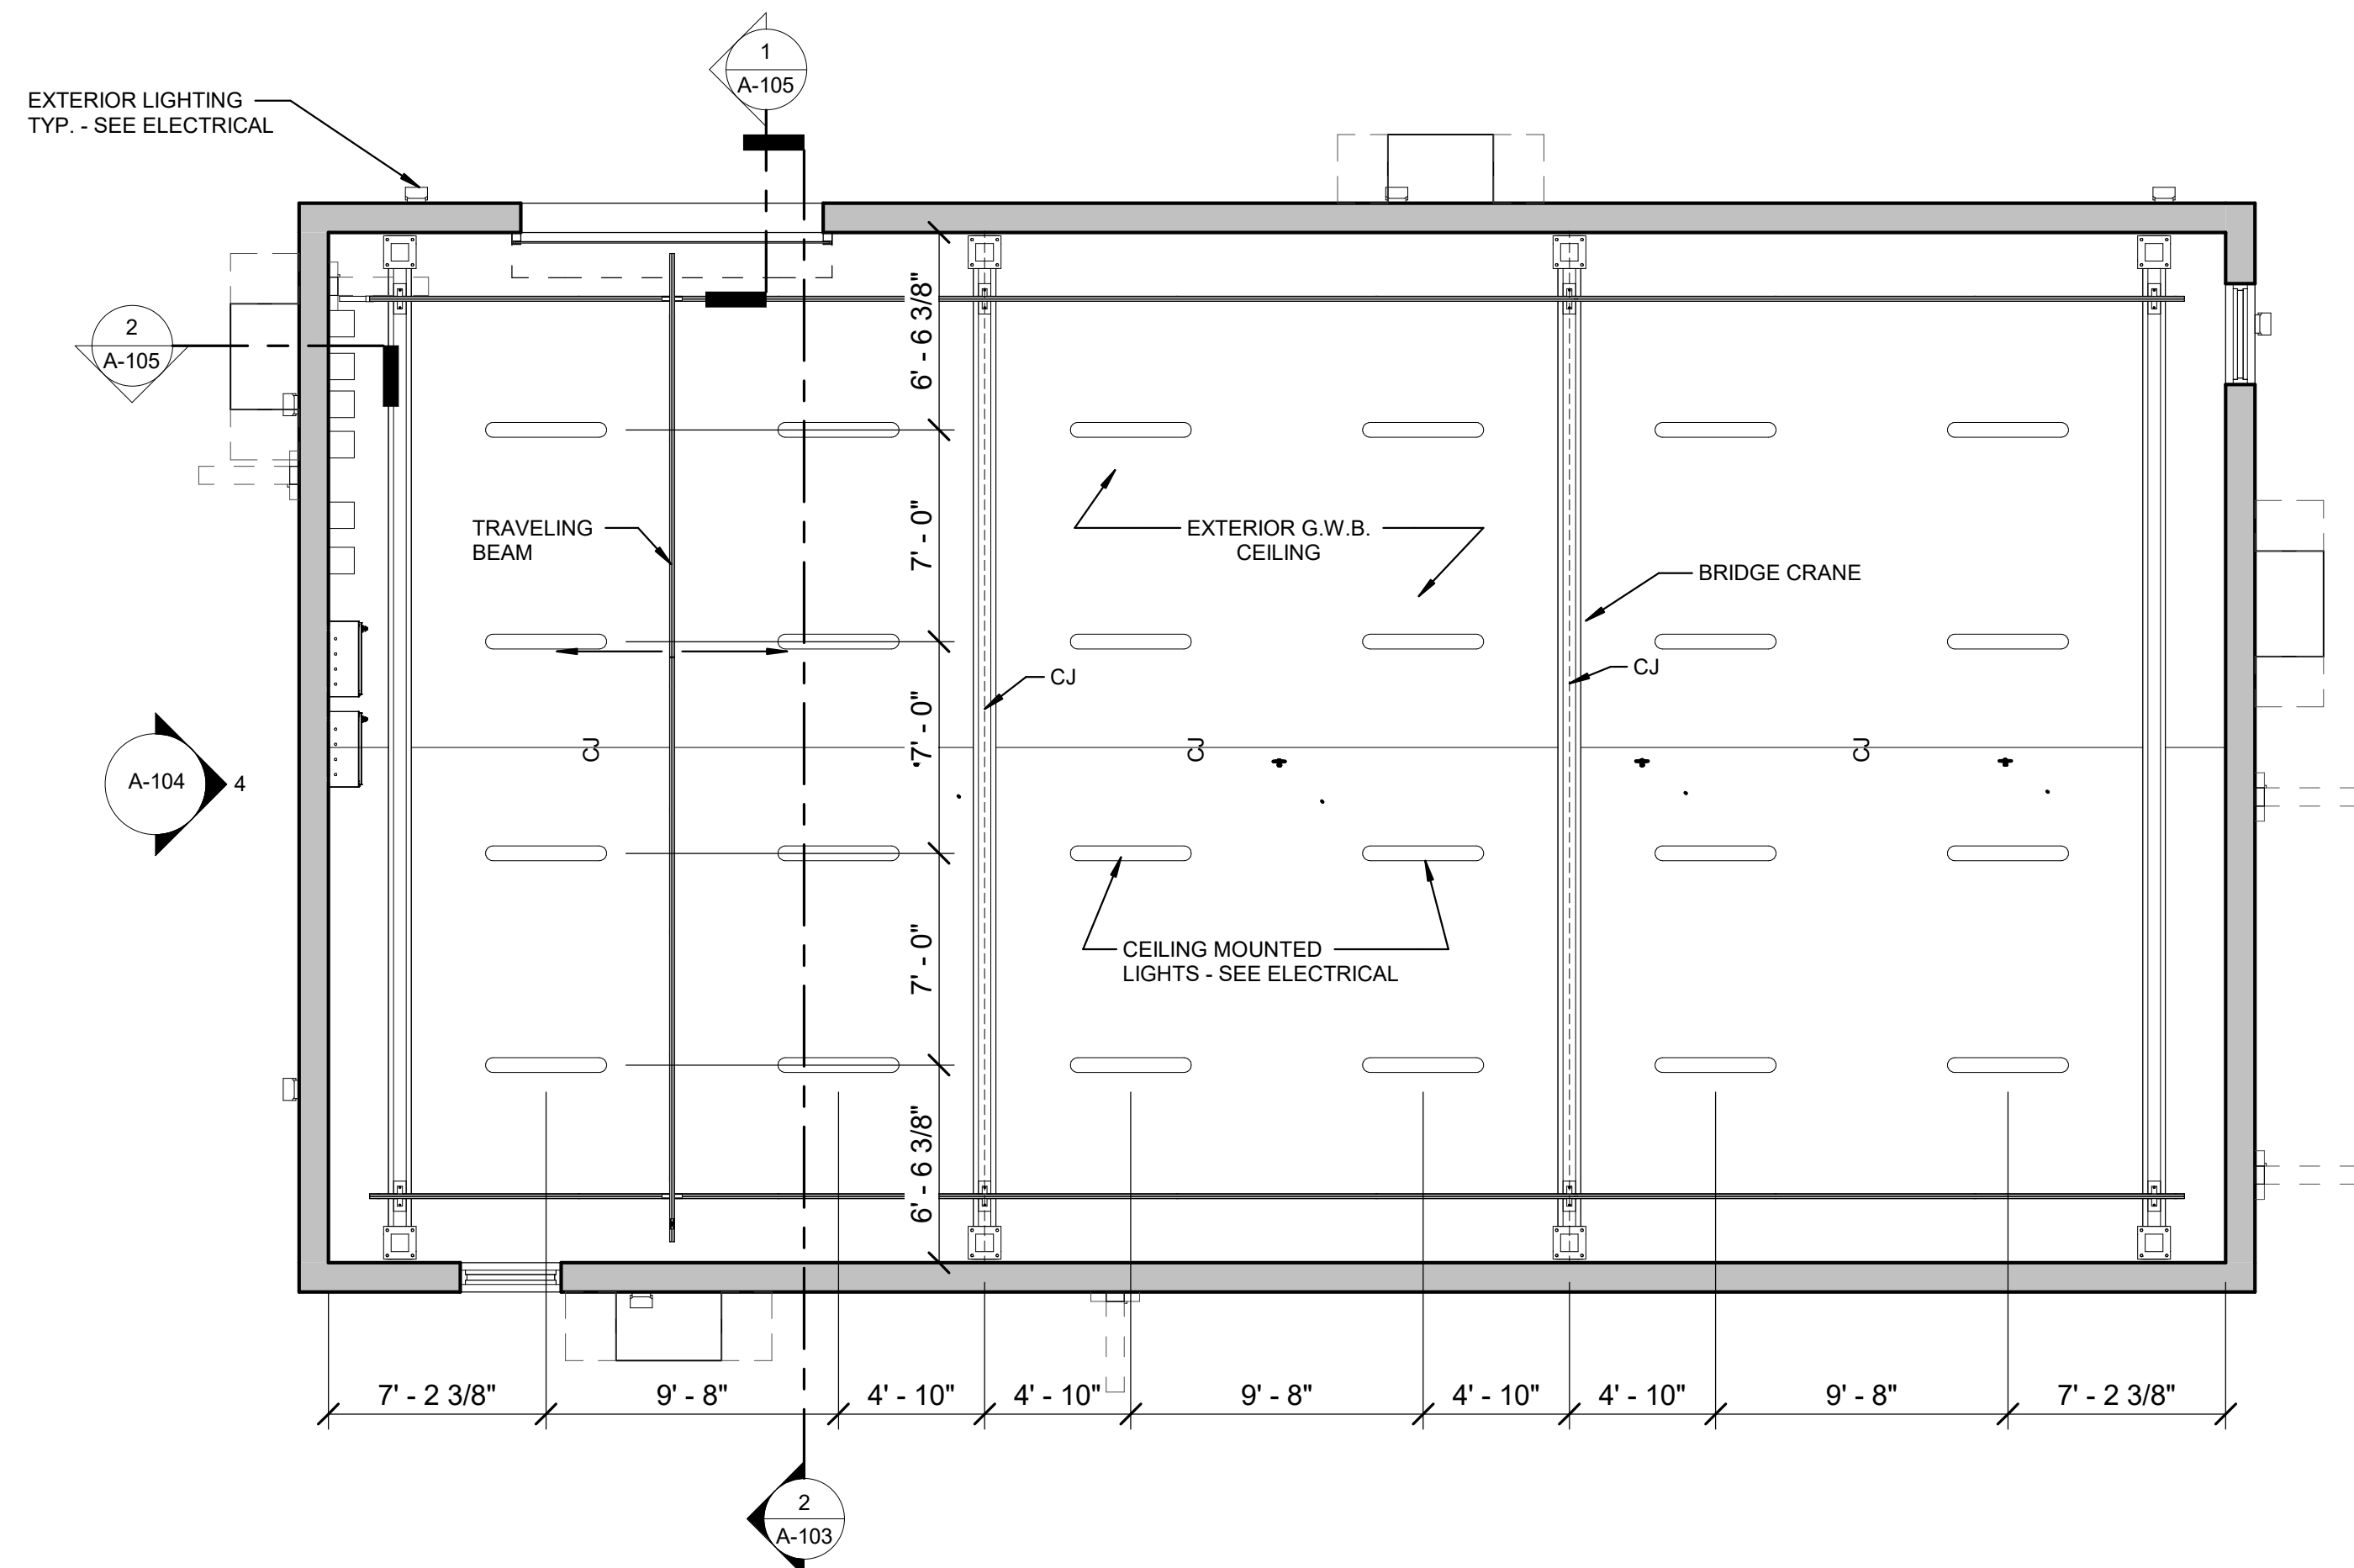 1
A-105
EXTERIOR LIGHTING
TYP. - SEE ELECTRICAL
2
A-105
6' - 6 3/8"
TRAVELING
BEAM
7' - 0"
EXTERIOR G.W.B.
CEILING
BRIDGE CRANE
CJ
CJ
7' - 0"
CJ
CJ
CJ
A-104
4
7' - 0"
CEILING MOUNTED
LIGHTS - SEE ELECTRICAL
6' - 6 3/8"
7' - 2 3/8"
9' - 8"
4' - 10"
4' - 10"
9' - 8"
4' - 10"
4' - 10"
9' - 8"
7' - 2 3/8"
2
A-103